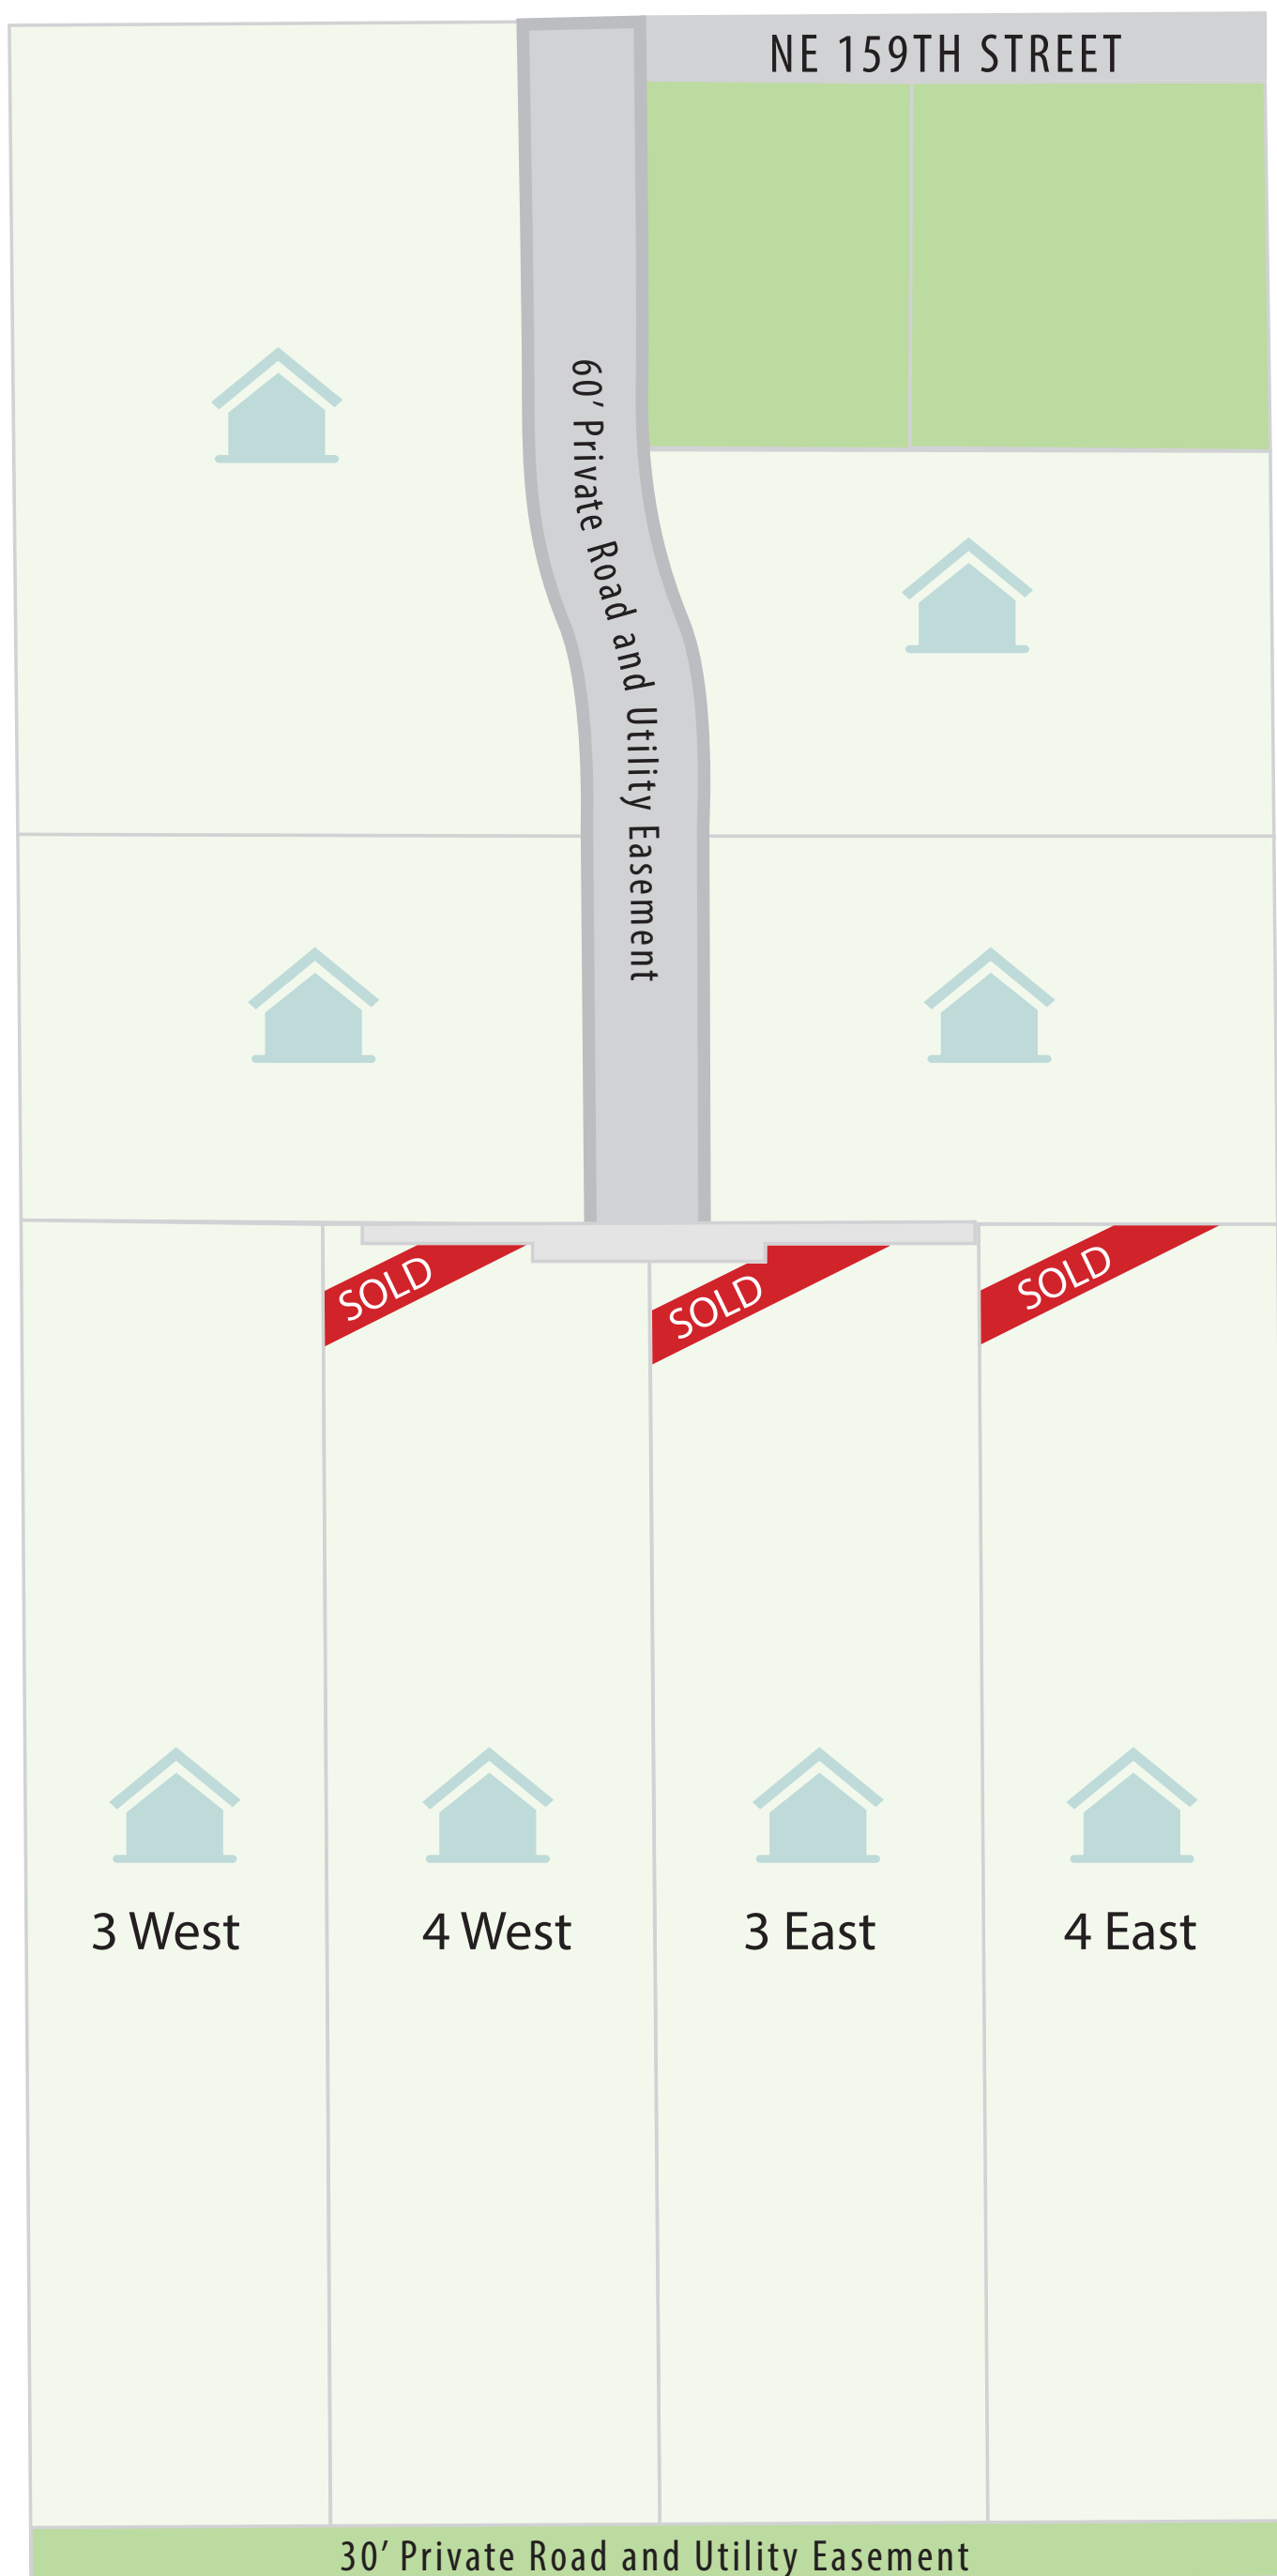 NE 159TH STREET
60’ Private Road and Utility Easement
SOLD
SOLD
SOLD
3 West
4 West
3 East
4 East
30’ Private Road and Utility Easement